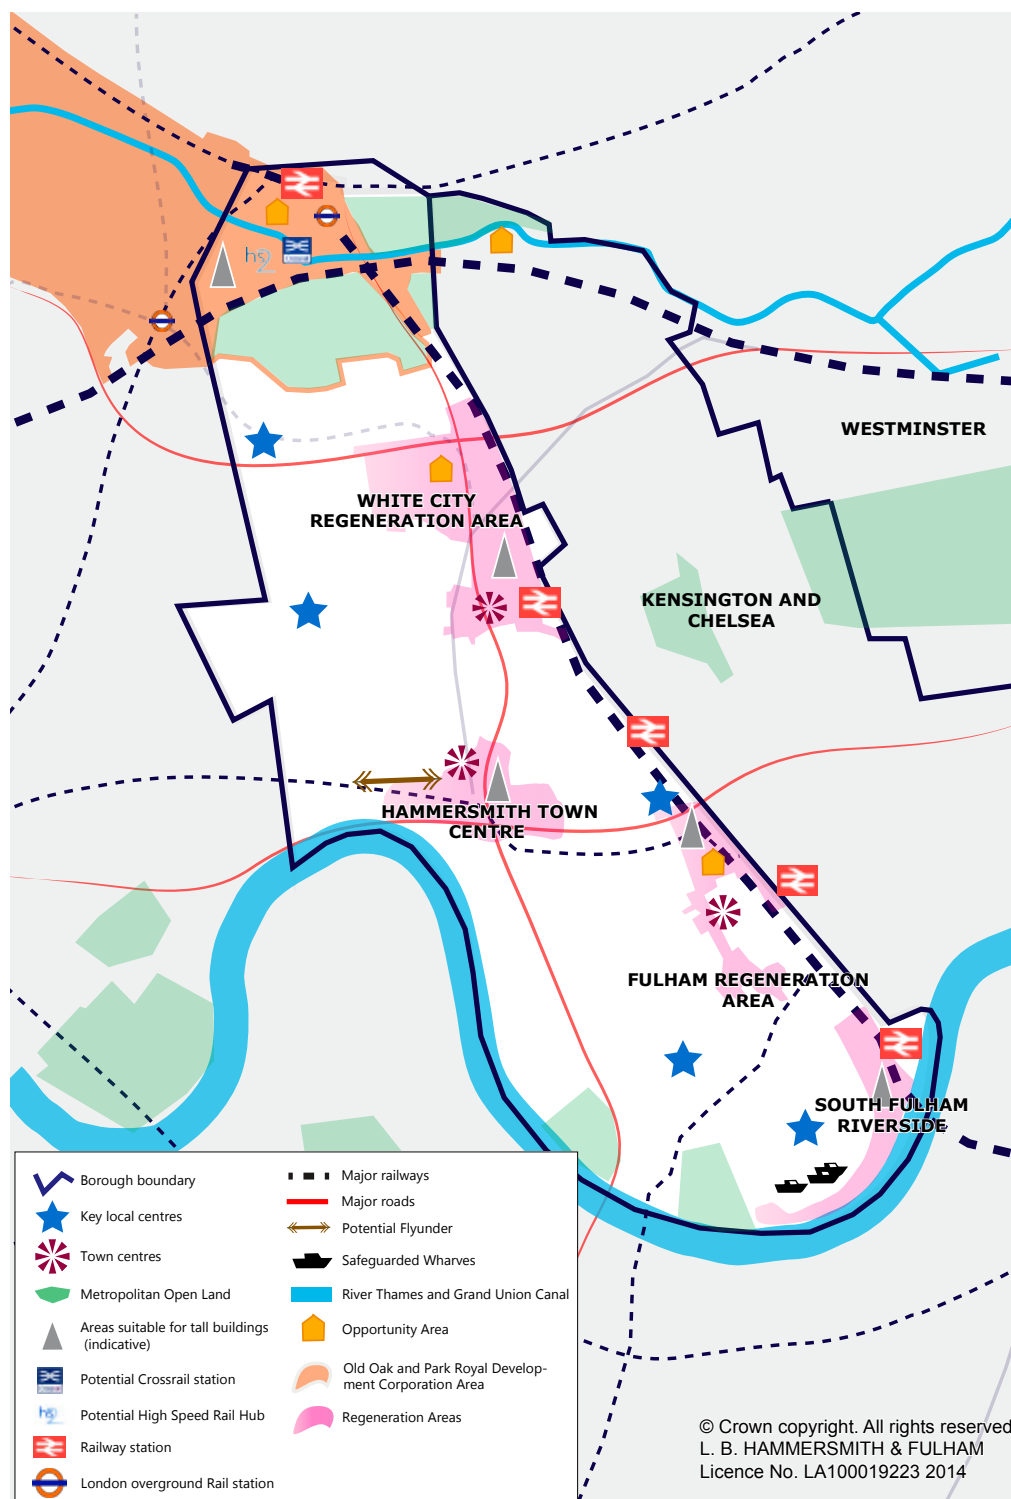 hs2
WESTMINSTER
WHITE CITY
REGENERATION AREA
KENSINGTON AND
CHELSEA
HAMMERSMITH TOWN
CENTRE
FULHAM REGENERATION
AREA
SOUTH FULHAM
RIVERSIDE
Borough boundary
Key local centres
Town centres
Metropolitan Open Land
Areas suitable for tall buildings
(indicative)
Potential Crossrail station
hs2
Potential High Speed Rail Hub
Railway station
London overground Rail station
Major railways
Major roads
Potential Flyunder
Safeguarded Wharves
River Thames and Grand Union Canal
Opportunity Area
Old Oak and Park Royal Develop-
ment Corporation Area
Regeneration Areas
© Crown copyright. All rights reserved
L. B. HAMMERSMITH & FULHAM
Licence No. LA100019223 2014